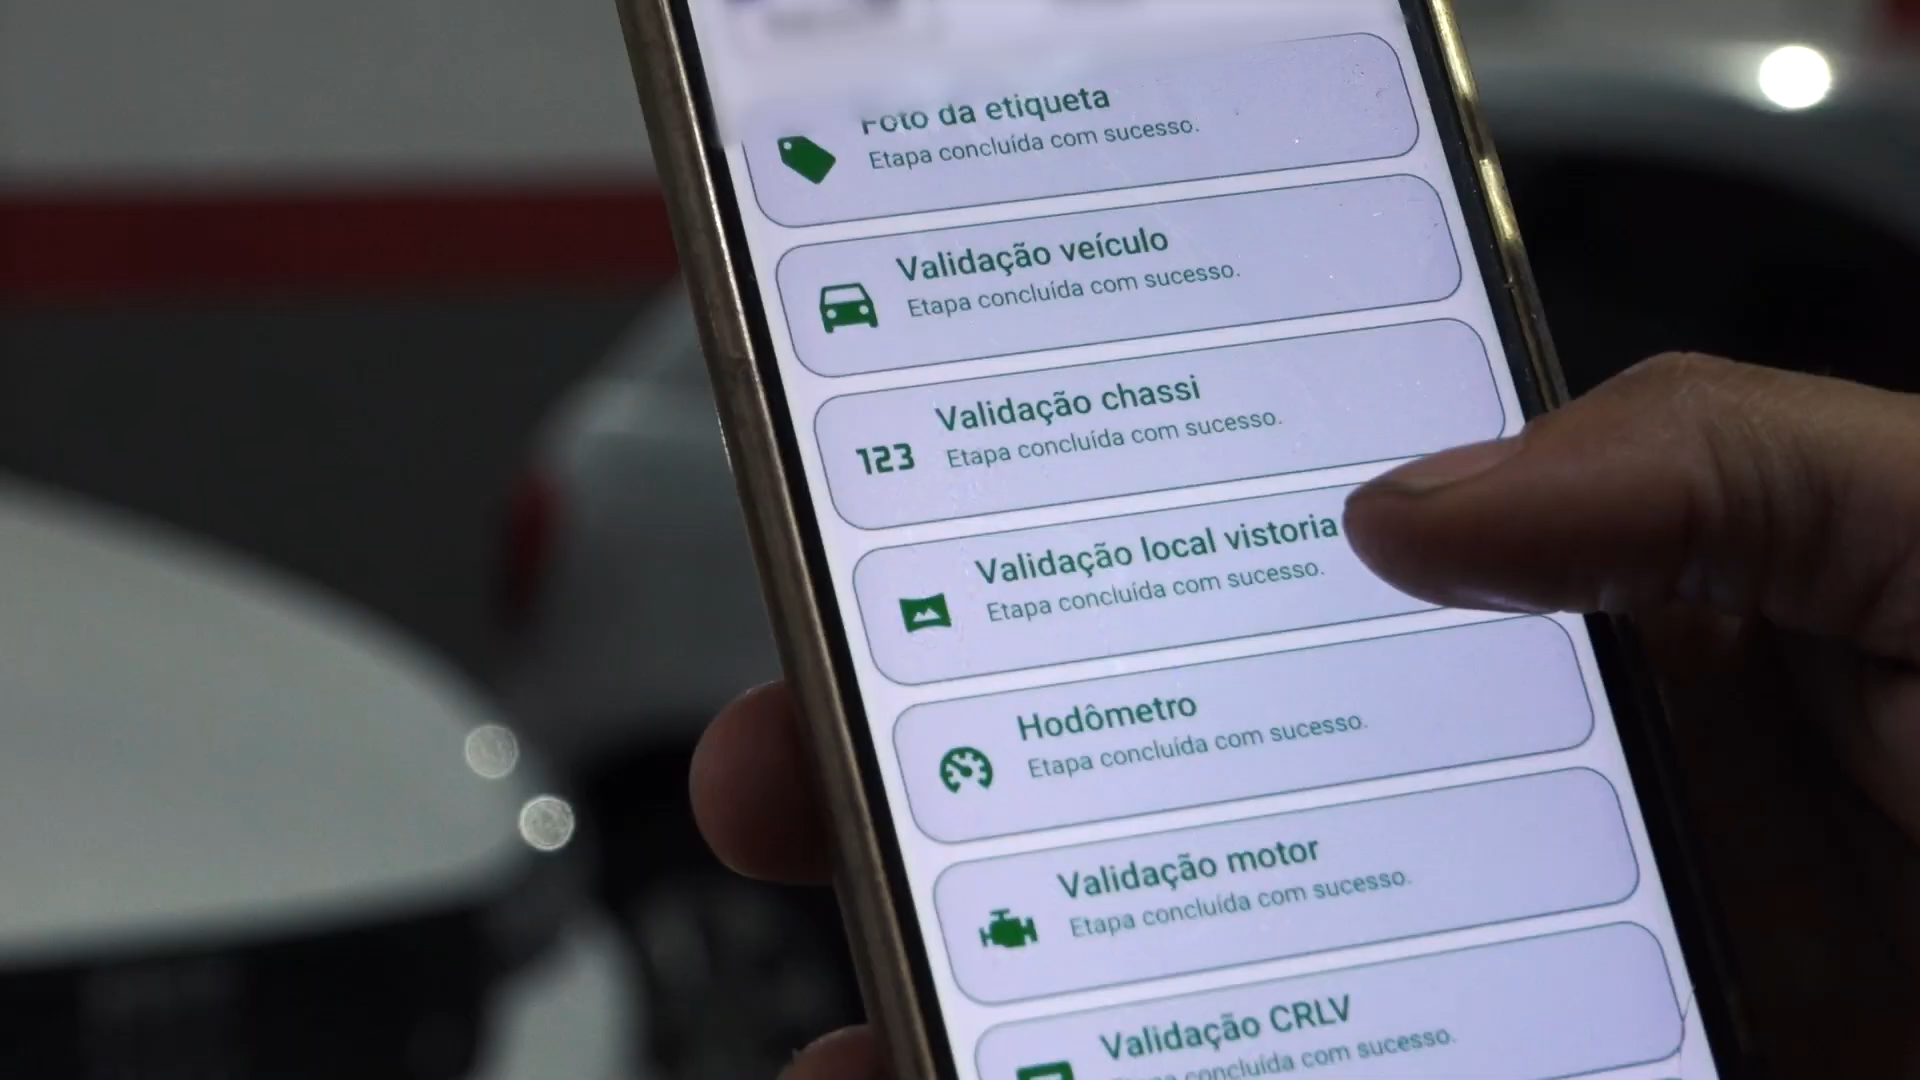 Foto da etiqueta
Etapa concluída com sucesso.
Validação veículo
Etapa concluída com sucesso.
Validação chassi
123
Etapa concluída com sucesso.
Validação local vistoria
Etapa concluída com sucesso.
Hodômetro
Etapa concluída com sucesso.
Validação motor
Etapa concluída com sucesso.
Validação CRLV
concluída com sucesso.